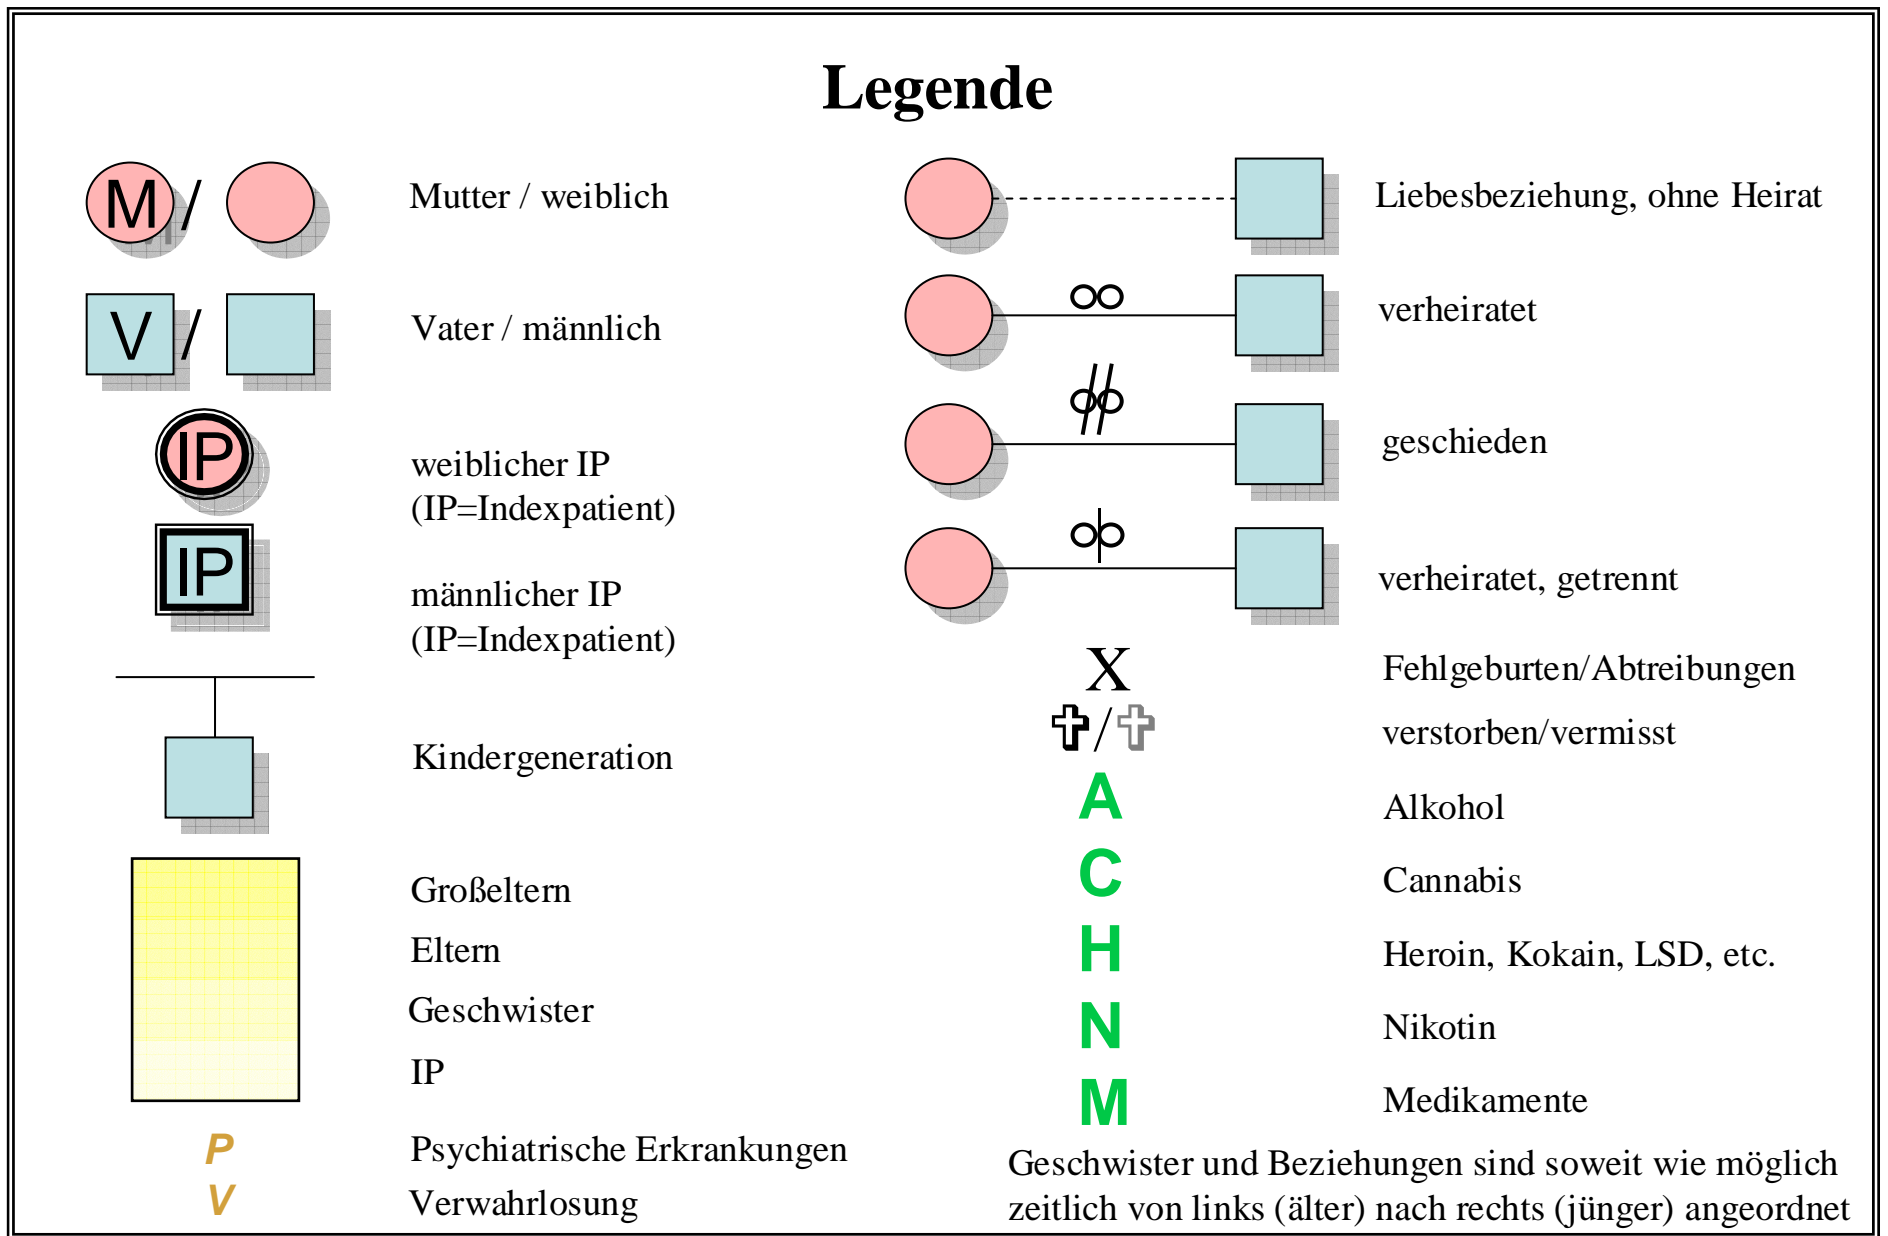 Legende
M / Mutter / weiblich
V / Vater / männlich
IP weiblicher IP
(IP=Indexpatient)
IP männlicher IP
(IP=Indexpatient)
Kindergeneration
Großeltern
Eltern
Geschwister
IP
P Psychiatrische Erkrankungen
V Verwahrlosung
Liebesbeziehung, ohne Heirat
verheiratet
geschieden
verheiratet, getrennt
X Fehlgeburten/Abtreibungen
✞/✞ verstorben/vermisst
A Alkohol
C Cannabis
H Heroin, Kokain, LSD, etc.
N Nikotin
M Medikamente
Geschwister und Beziehungen sind soweit wie möglich
zeitlich von links (älter) nach rechts (jünger) angeordnet